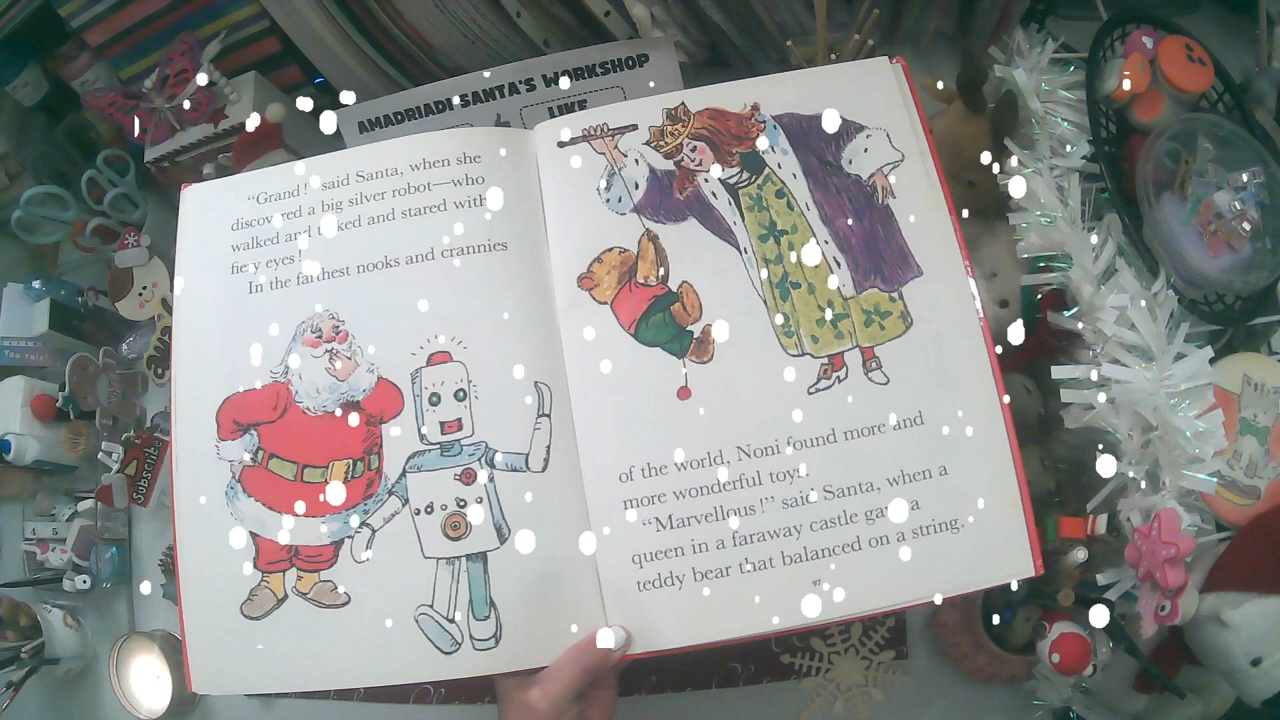 AMADRIADI SANTA'S WORKSHOP
LIKE
"Grand!" said Santa, when she
discovered a big silver robot—who
walked and talked and stared with
fiery eyes!
In the farthest nooks and crannies
of the world, Noni found more and
more wonderful toys.
"Marvellous!" said Santa, when a
queen in a faraway castle gave a
teddy bear that balanced on a string.
97
You rule!
Subscribe